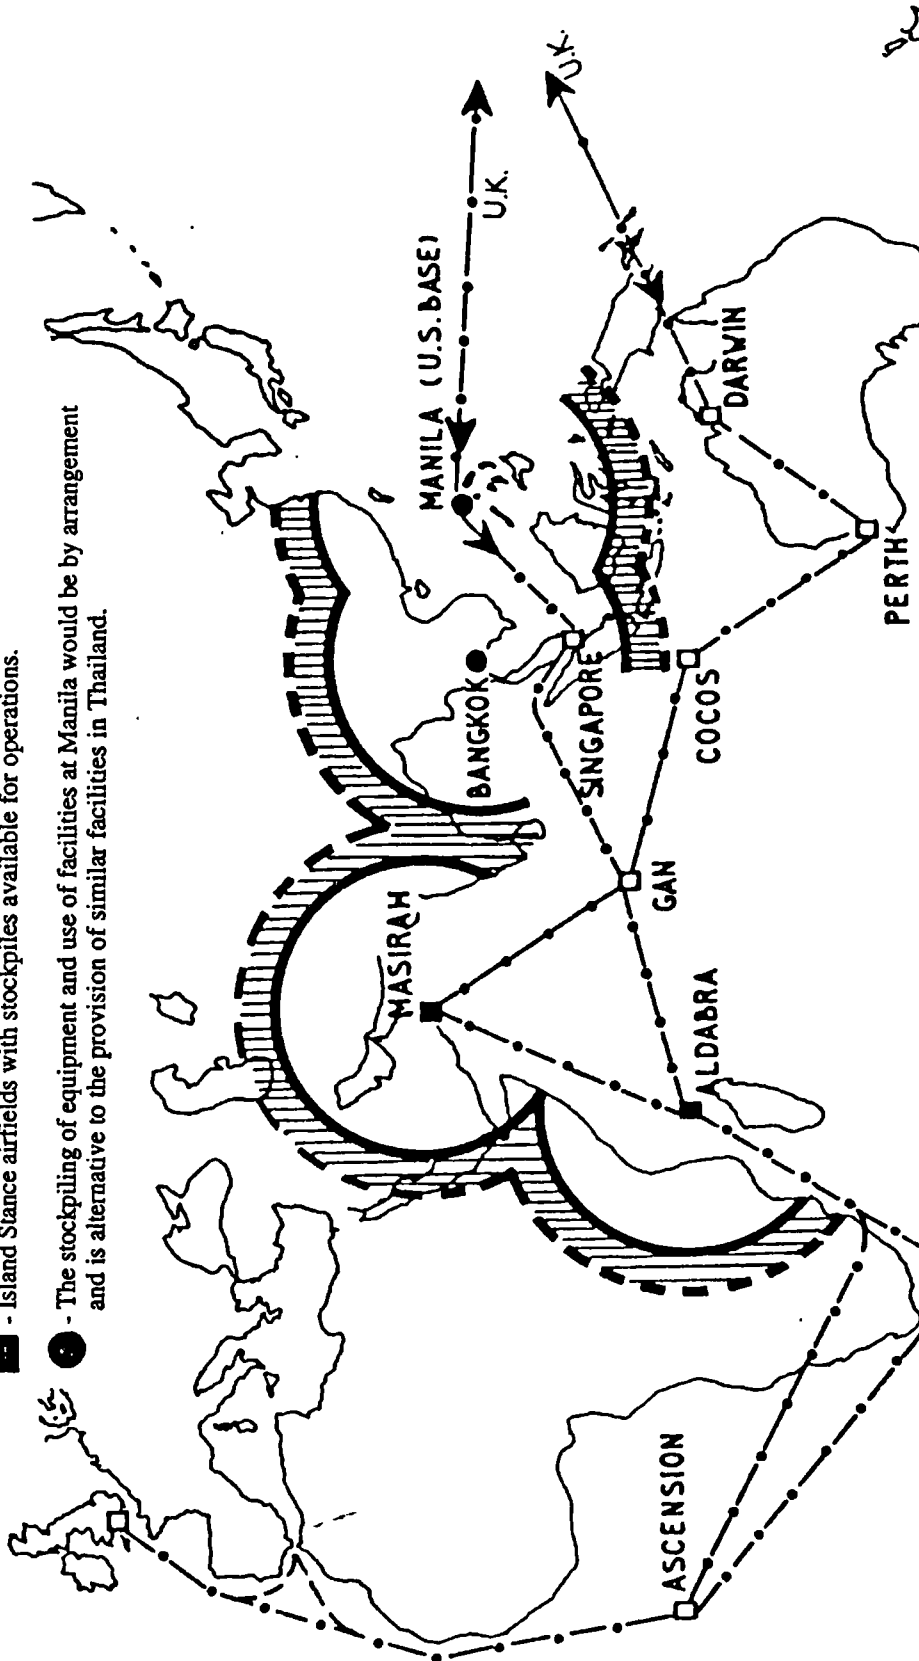 - Island Stance airfields with stockpiles available for operations.
- The stockpiling of equipment and use of facilities at Manila would be by arrangement
and is alternative to the provision of similar facilities in Thailand.
U.K.
MANILA (U.S. BASE)
U.K.
BANGKOK
SINGAPORE
MASIRAH
GAN
COCOS
DARWIN
PERTH
ALDABRA
ASCENSION